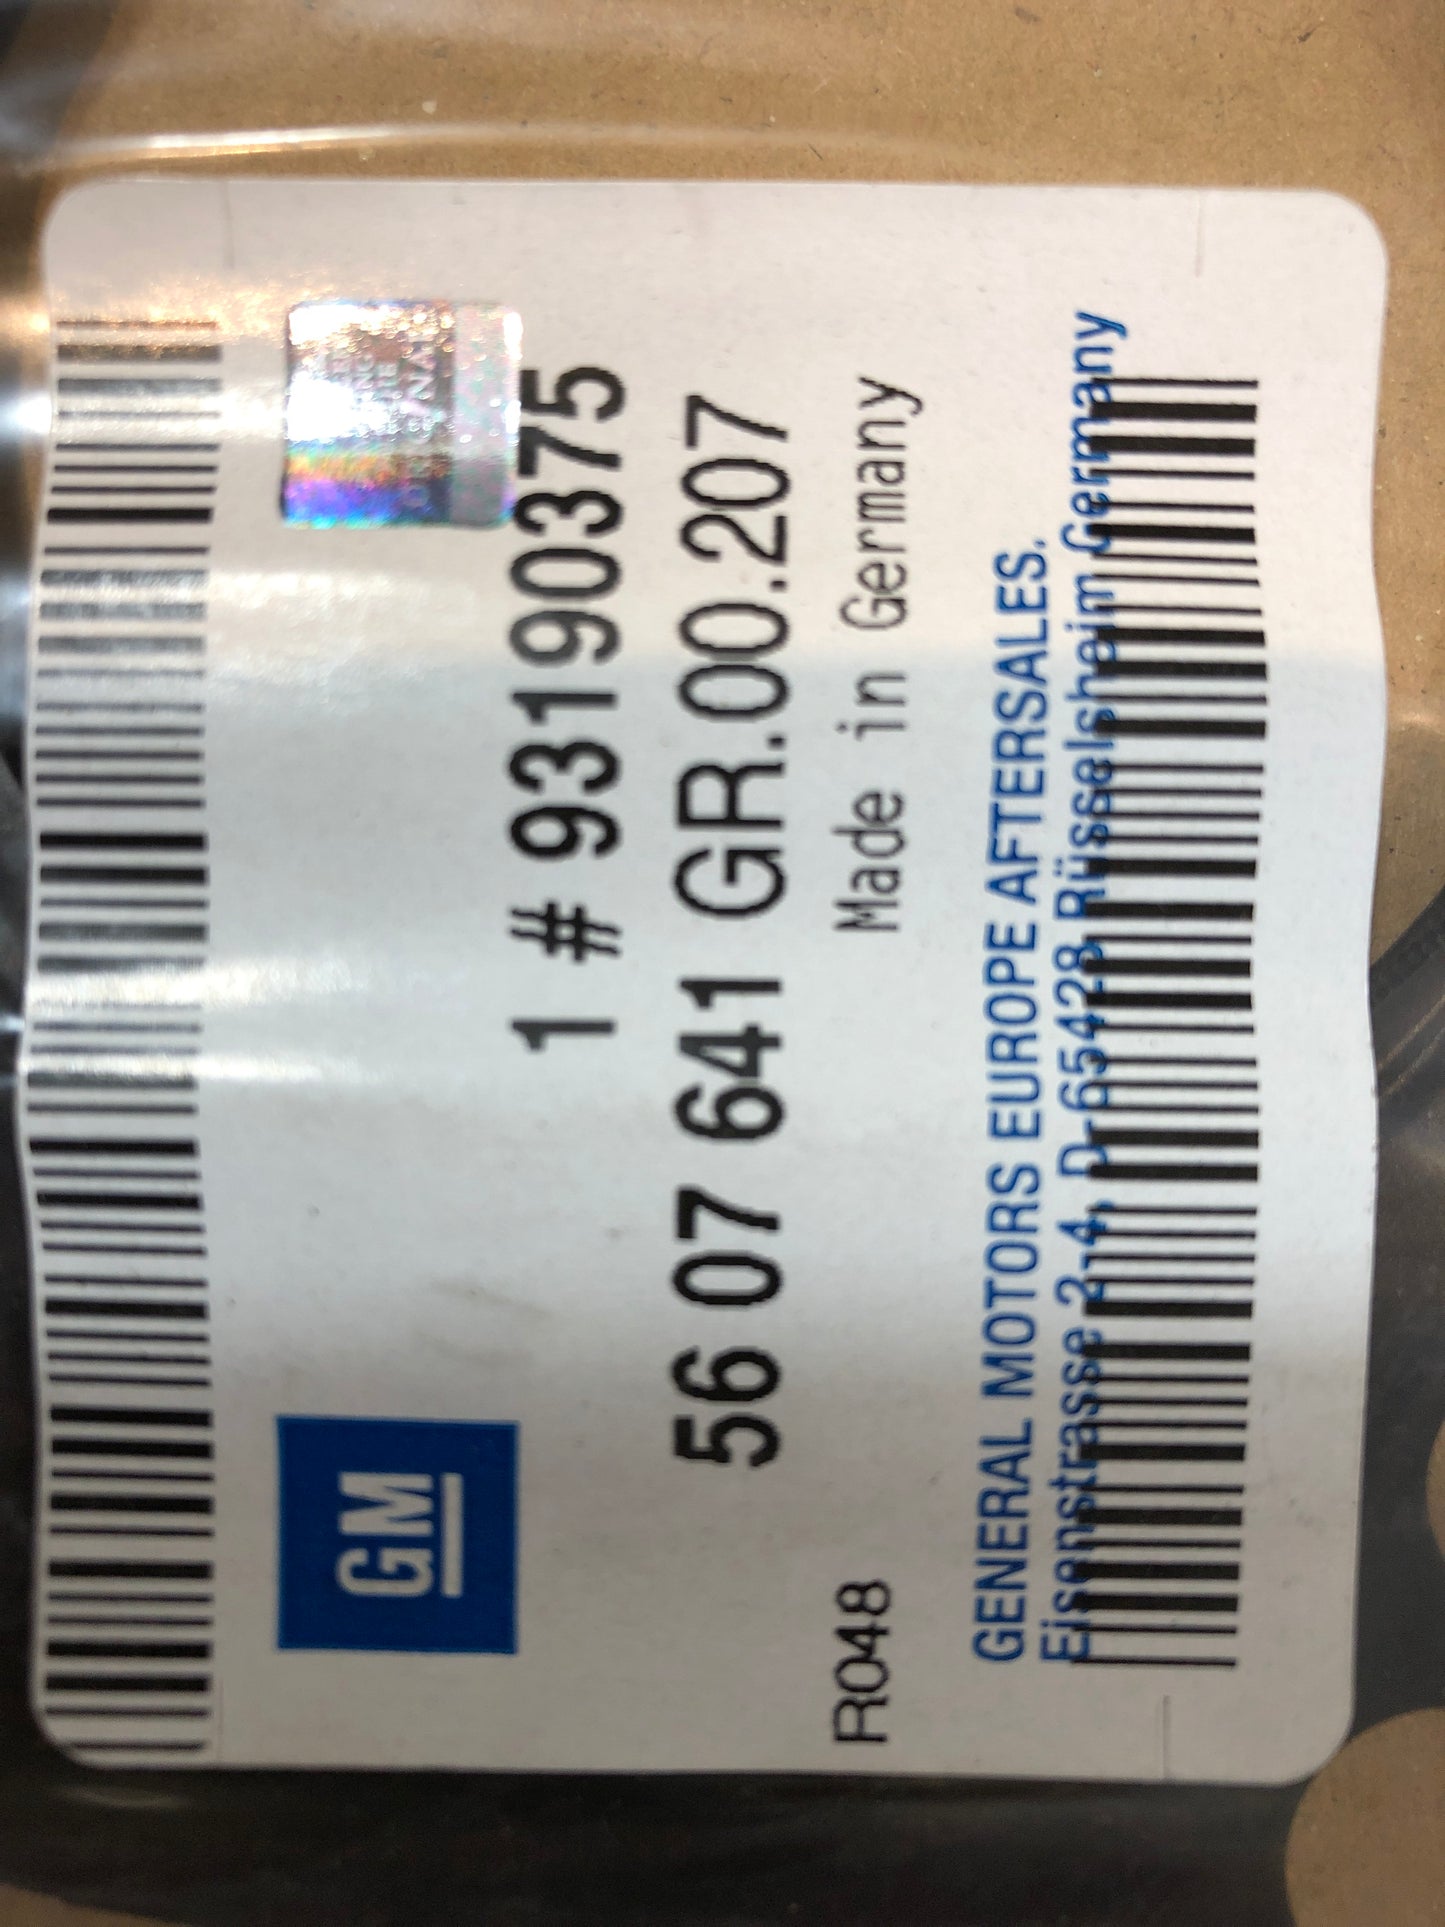 GM
1 # 93190375
56 07 641 GR.00.207
R048 Made in Germany
GENERAL MOTORS EUROPE AFTERSALES.
Eisenstrasse 2-4, D-65428 Rüsselsheim Germany